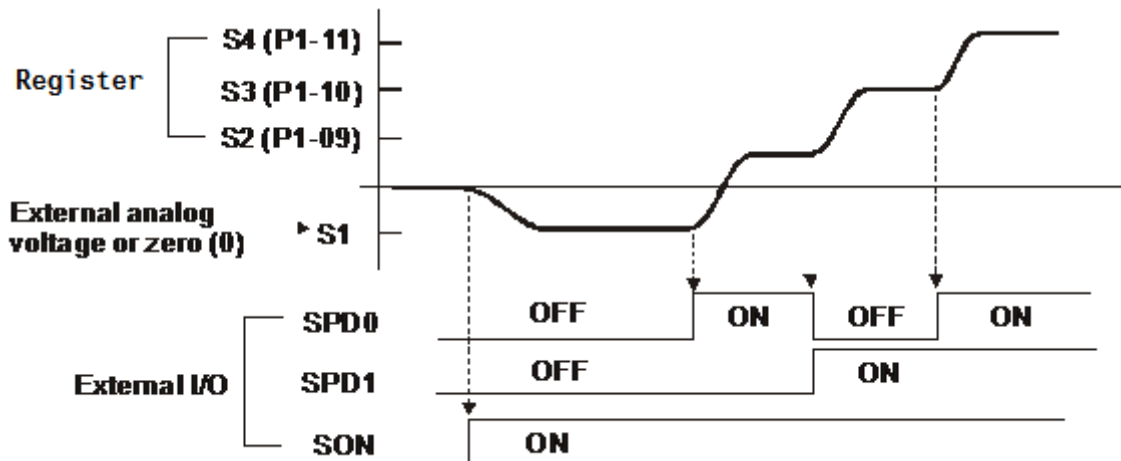 S4 (P1-11)
Register
S3 (P1-10)
S2 (P1-09)
External analog
voltage or zero (0)
S1
SPD0
OFF
ON
OFF
ON
External I/O
SPD1
OFF
ON
SON
ON